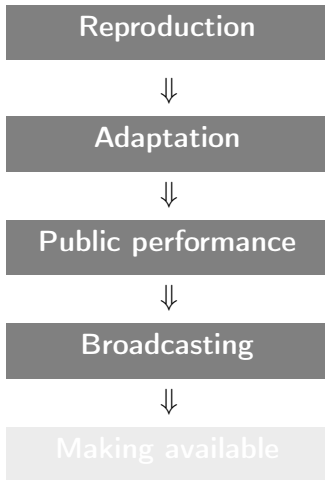 Reproduction
⇓
Adaptation
⇓
Public performance
⇓
Broadcasting
⇓
Making available